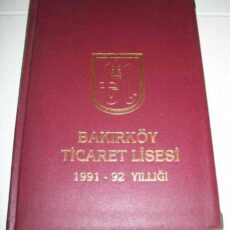 BAKIRKÖY
TİCARET LİSESİ
1991 - 92 YILLIĞI